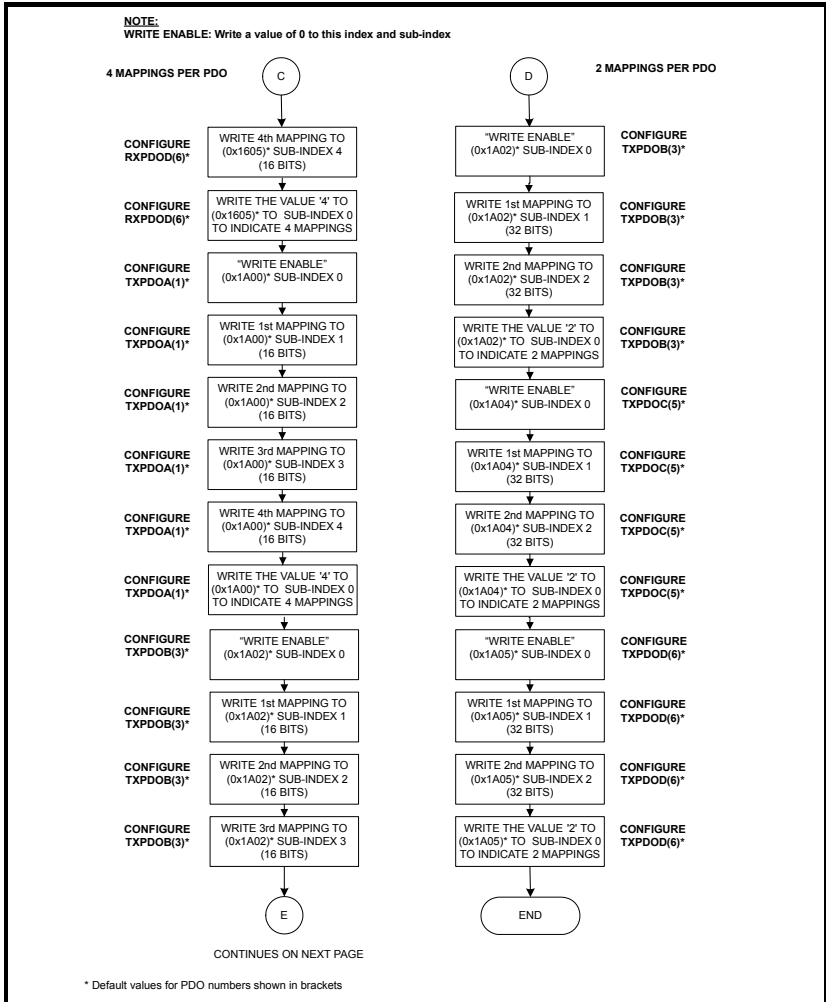 NOTE:
WRITE ENABLE: Write a value of 0 to this index and sub-index
4 MAPPINGS PER PDO
C
CONFIGURE
RXPDOD(6)*
WRITE 4th MAPPING TO
(0x1605)* SUB-INDEX 4
(16 BITS)
CONFIGURE
RXPDOD(6)*
WRITE THE VALUE '4' TO
(0x1605)* TO SUB-INDEX 0
TO INDICATE 4 MAPPINGS
CONFIGURE
TXPDOA(1)*
"WRITE ENABLE"
(0x1A00)* SUB-INDEX 0
CONFIGURE
TXPDOA(1)*
WRITE 1st MAPPING TO
(0x1A00)* SUB-INDEX 1
(16 BITS)
CONFIGURE
TXPDOA(1)*
WRITE 2nd MAPPING TO
(0x1A00)* SUB-INDEX 2
(16 BITS)
CONFIGURE
TXPDOA(1)*
WRITE 3rd MAPPING TO
(0x1A00)* SUB-INDEX 3
(16 BITS)
CONFIGURE
TXPDOA(1)*
WRITE 4th MAPPING TO
(0x1A00)* SUB-INDEX 4
(16 BITS)
CONFIGURE
TXPDOA(1)*
WRITE THE VALUE '4' TO
(0x1A00)* TO SUB-INDEX 0
TO INDICATE 4 MAPPINGS
CONFIGURE
TXPDOB(3)*
"WRITE ENABLE"
(0x1A02)* SUB-INDEX 0
CONFIGURE
TXPDOB(3)*
WRITE 1st MAPPING TO
(0x1A02)* SUB-INDEX 1
(16 BITS)
CONFIGURE
TXPDOB(3)*
WRITE 2nd MAPPING TO
(0x1A02)* SUB-INDEX 2
(16 BITS)
CONFIGURE
TXPDOB(3)*
WRITE 3rd MAPPING TO
(0x1A02)* SUB-INDEX 3
(16 BITS)
E
CONTINUES ON NEXT PAGE
2 MAPPINGS PER PDO
D
"WRITE ENABLE"
(0x1A02)* SUB-INDEX 0
CONFIGURE
TXPDOB(3)*
WRITE 1st MAPPING TO
(0x1A02)* SUB-INDEX 1
(32 BITS)
CONFIGURE
TXPDOB(3)*
WRITE 2nd MAPPING TO
(0x1A02)* SUB-INDEX 2
(32 BITS)
CONFIGURE
TXPDOB(3)*
WRITE THE VALUE '2' TO
(0x1A02)* TO SUB-INDEX 0
TO INDICATE 2 MAPPINGS
CONFIGURE
TXPDOB(3)*
"WRITE ENABLE"
(0x1A04)* SUB-INDEX 0
CONFIGURE
TXPDOC(5)*
WRITE 1st MAPPING TO
(0x1A04)* SUB-INDEX 1
(32 BITS)
CONFIGURE
TXPDOC(5)*
WRITE 2nd MAPPING TO
(0x1A04)* SUB-INDEX 2
(32 BITS)
CONFIGURE
TXPDOC(5)*
WRITE THE VALUE '2' TO
(0x1A04)* TO SUB-INDEX 0
TO INDICATE 2 MAPPINGS
CONFIGURE
TXPDOC(5)*
"WRITE ENABLE"
(0x1A05)* SUB-INDEX 0
CONFIGURE
TXPDOD(6)*
WRITE 1st MAPPING TO
(0x1A05)* SUB-INDEX 1
(32 BITS)
CONFIGURE
TXPDOD(6)*
WRITE 2nd MAPPING TO
(0x1A05)* SUB-INDEX 2
(32 BITS)
CONFIGURE
TXPDOD(6)*
WRITE THE VALUE '2' TO
(0x1A05)* TO SUB-INDEX 0
TO INDICATE 2 MAPPINGS
CONFIGURE
TXPDOD(6)*
END
* Default values for PDO numbers shown in brackets